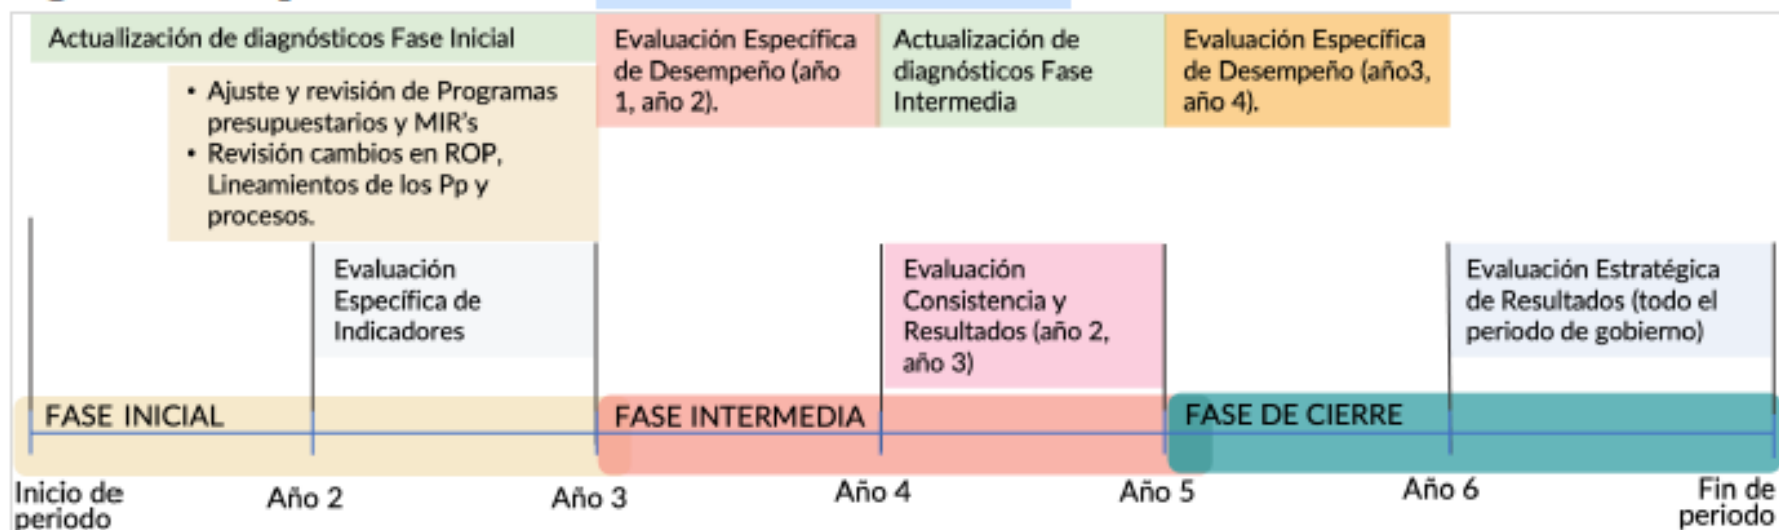 Actualización de diagnósticos Fase Inicial
• Ajuste y revisión de Programas
presupuestarios y MIR's
• Revisión cambios en ROP,
Lineamientos de los Pp y
procesos.
Evaluación Específica
de Desempeño (año
1, año 2).
Actualización de
diagnósticos Fase
Intermedia
Evaluación Específica
de Desempeño (año3,
año 4).
Evaluación
Específica de
Indicadores
Evaluación
Consistencia y
Resultados (año 2,
año 3)
Evaluación Estratégica
de Resultados (todo el
periodo de gobierno)
FASE INICIAL
FASE INTERMEDIA
FASE DE CIERRE
Inicio de
periodo
Año 2
Año 3
Año 4
Año 5
Año 6
Fin de
periodo